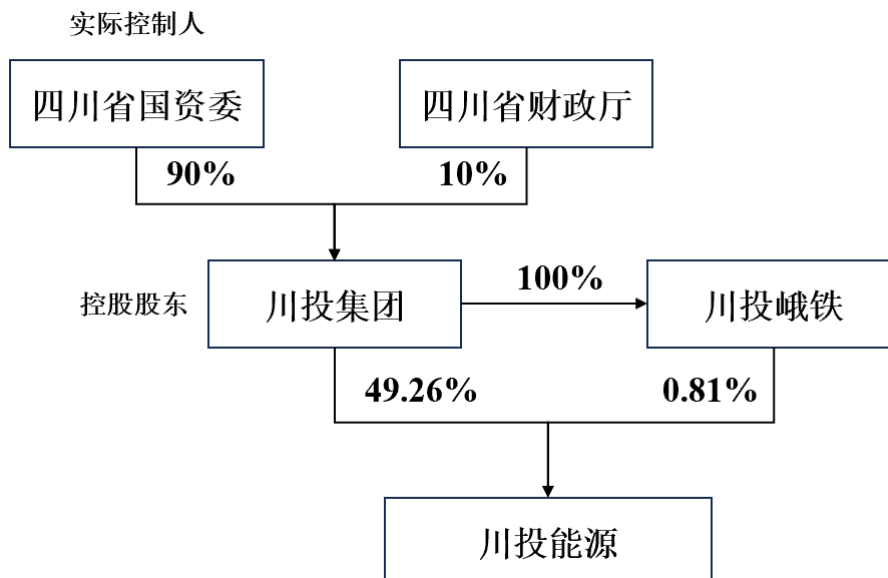 实际控制人
四川省国资委
四川省财政厅
90%
10%
控股股东
川投集团
100%
川投峨铁
49.26%
0.81%
川投能源